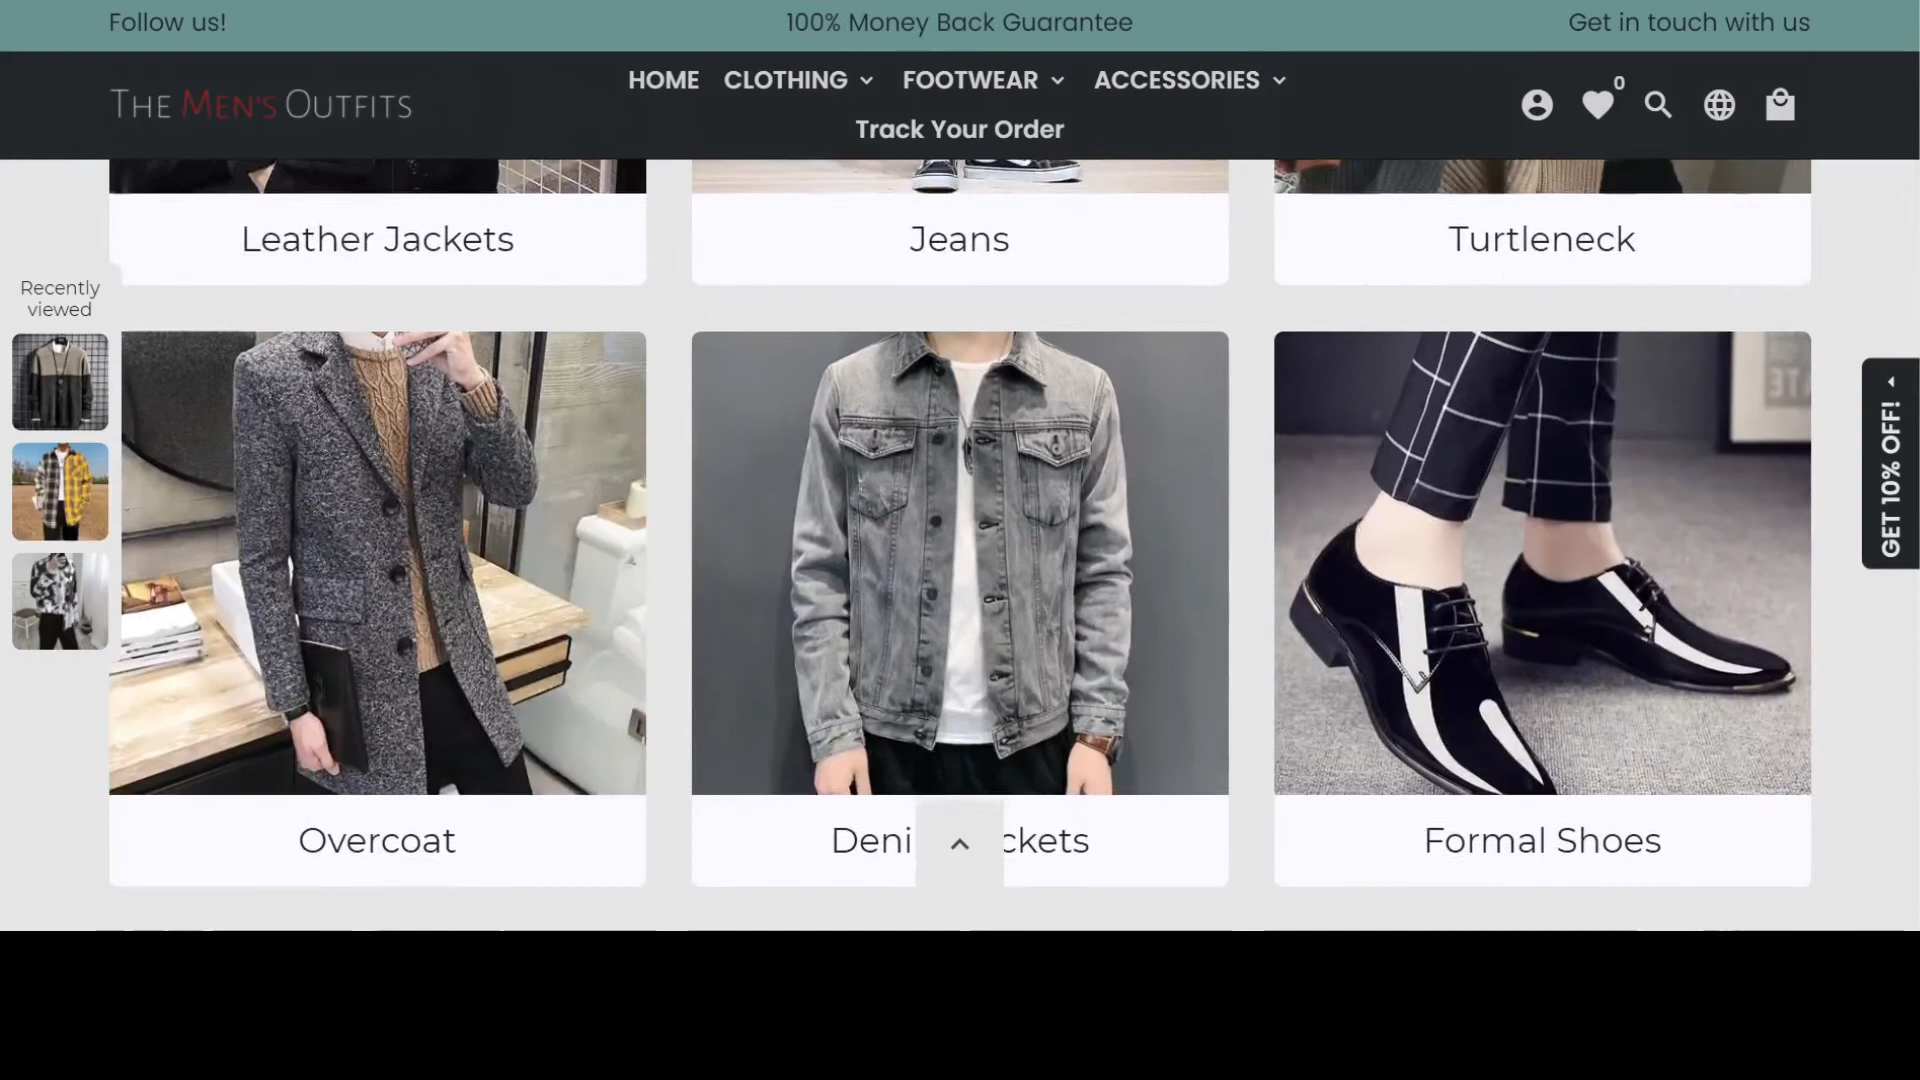 Follow us!
100% Money Back Guarantee
Get in touch with us
THE MEN'S OUTFITS
HOME CLOTHING FOOTWEAR ACCESSORIES
Track Your Order
0
Leather Jackets
Jeans
Turtleneck
Recently
viewed
GET 10% OFF!
Overcoat
Deni ckets
Formal Shoes